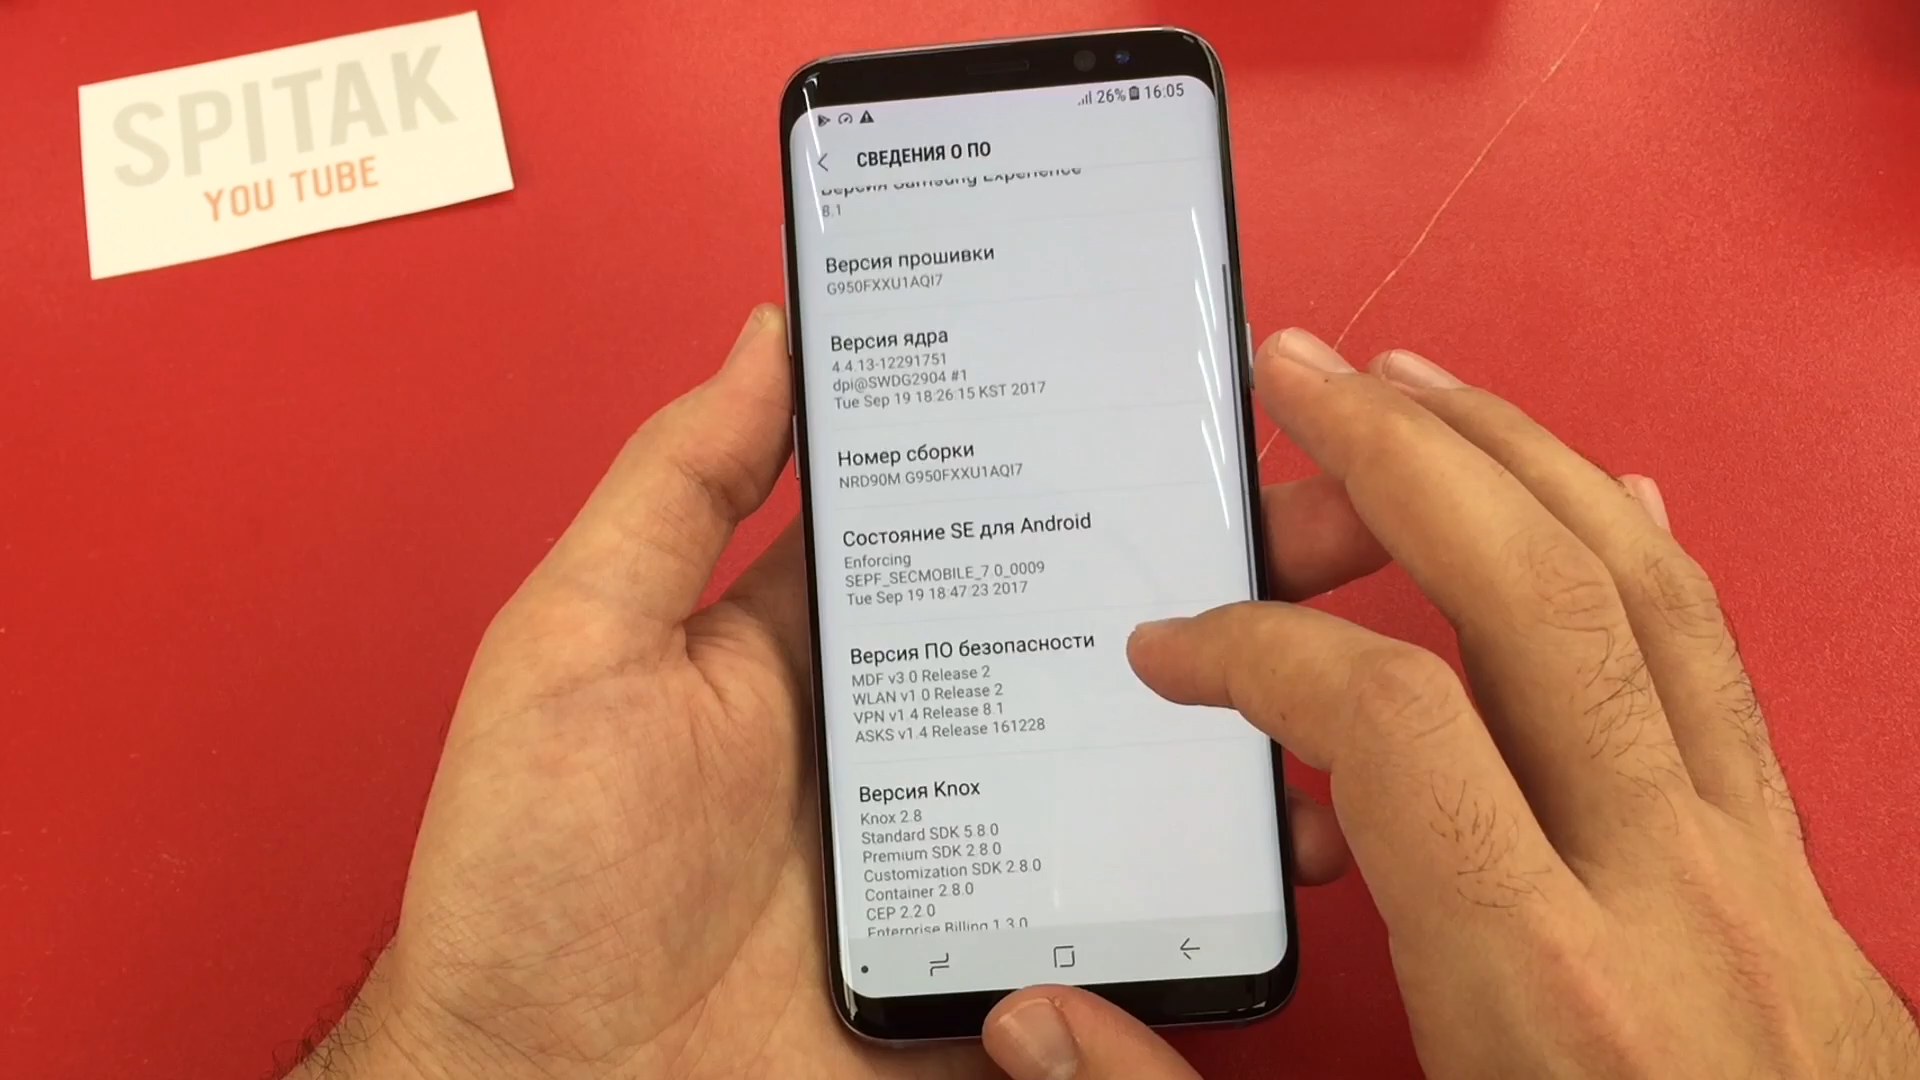 SPITAK
YOU TUBE
26% 16:05
СВЕДЕНИЯ О ПО
Версия Samsung Experience
8.1
Версия прошивки
G950FXXU1AQI7
Версия ядра
4.4.13-12291751
dpi@SWDG2904 #1
Tue Sep 19 18:26:15 KST 2017
Номер сборки
NRD90M G950FXXU1AQI7
Состояние SE для Android
Enforcing
SEPF_SECMOBILE_7.0_0009
Tue Sep 19 18:47:23 2017
Версия ПО безопасности
MDF v3.0 Release 2
WLAN v1.0 Release 2
VPN v1.4 Release 8.1
ASKS v1.4 Release 161228
Версия Knox
Knox 2.8
Standard SDK 5.8.0
Premium SDK 2.8.0
Customization SDK 2.8.0
Container 2.8.0
CEP 2.2.0
Enterprise Billing 1.3.0